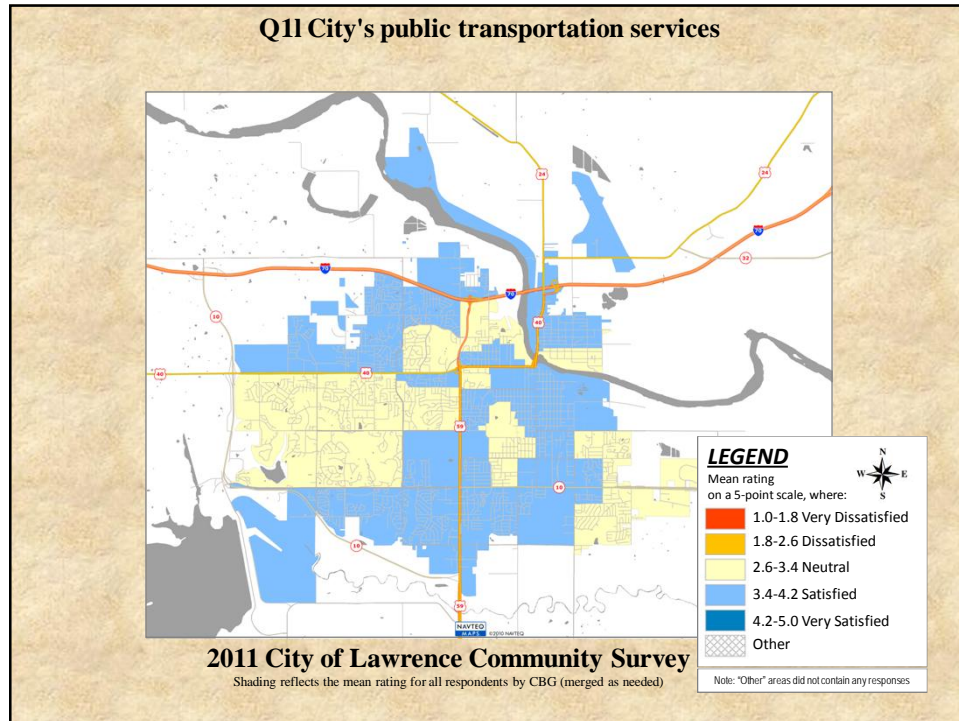 Q1l City's public transportation services
24
24
70
70
32
70
10
40
40
40
59
10
10
59
NAVTEQ
MAPS
©2010 NAVTEQ
LEGEND
N
W E
S
Mean rating
on a 5-point scale, where:
1.0-1.8 Very Dissatisfied
1.8-2.6 Dissatisfied
2.6-3.4 Neutral
3.4-4.2 Satisfied
4.2-5.0 Very Satisfied
Other
2011 City of Lawrence Community Survey
Shading reflects the mean rating for all respondents by CBG (merged as needed)
Note: "Other" areas did not contain any responses